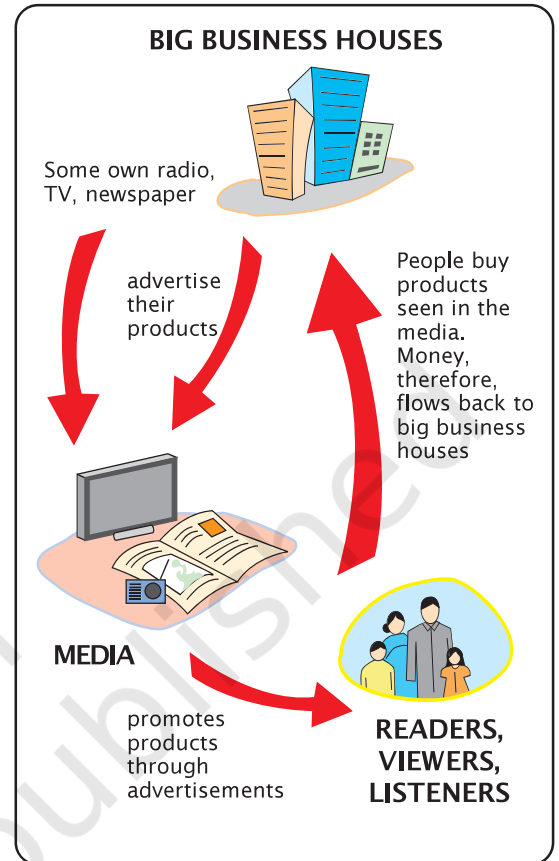 BIG BUSINESS HOUSES
Some own radio,
TV, newspaper
advertise
their
products
People buy
products
seen in the
media.
Money,
therefore,
flows back to
big business
houses
MEDIA
promotes
products
through
advertisements
READERS,
VIEWERS,
LISTENERS
published